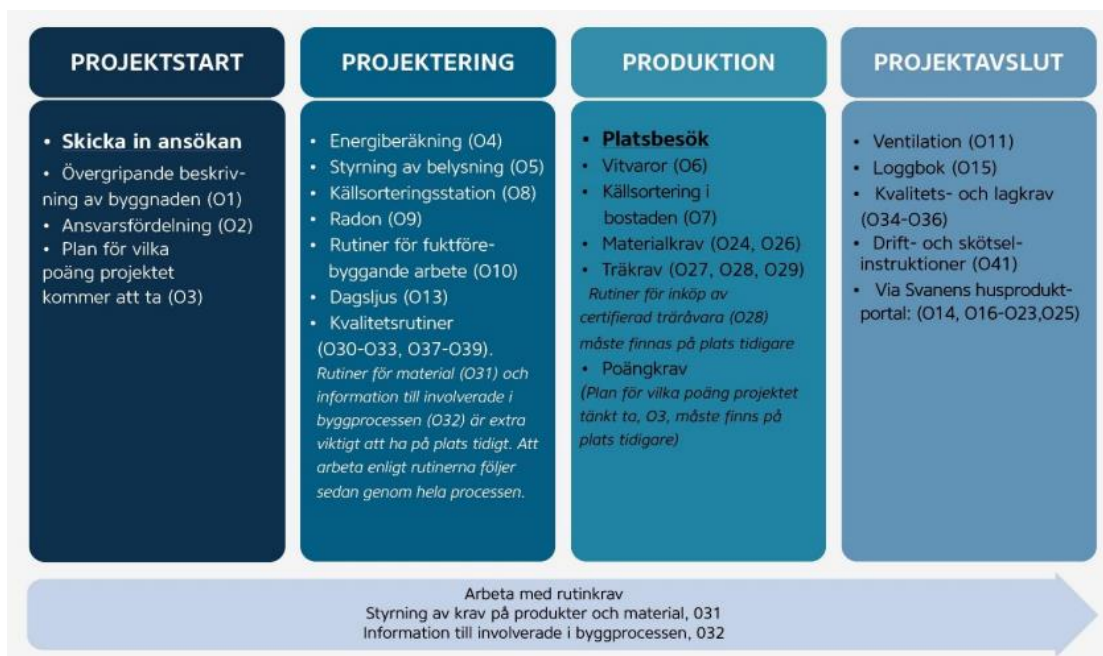 PROJEKTSTART
• Skicka in ansökan
• Övergripande beskriv-
ning av byggnaden (O1)
• Ansvarsfördelning (O2)
• Plan för vilka
poäng projektet
kommer att ta (O3)
PROJEKTERING
• Energiberäkning (O4)
• Styrning av belysning (O5)
• Källsorteringsstation (O8)
• Radon (O9)
• Rutiner för fuktföre-
byggande arbete (O10)
• Dagsljus (O13)
• Kvalitetsrutiner
(O30-O33, O37-O39).
Rutiner för material (O31) och
information till involverade i
byggprocessen (O32) är extra
viktigt att ha på plats tidigt. Att
arbeta enligt rutinerna följer
sedan genom hela processen.
PRODUKTION
• Platsbesök
• Vitvaror (O6)
• Källsortering i
bostaden (O7)
• Materialkrav (O24, O26)
• Träkrav (O27, O28, O29)
Rutiner för inköp av
certifierad träråvara (O28)
måste finnas på plats tidigare
• Poängkrav
(Plan för vilka poäng projektet
tänkt ta, O3, måste finns på
plats tidigare)
PROJEKTAVSLUT
• Ventilation (O11)
• Loggbok (O15)
• Kvalitets- och lagkrav
(O34-O36)
• Drift- och skötsel-
instruktioner (O41)
• Via Svanens husprodukt-
portal: (O14, O16-O23,O25)
Arbeta med rutinkrav
Styrning av krav på produkter och material, 031
Information till involverade i byggprocessen, 032